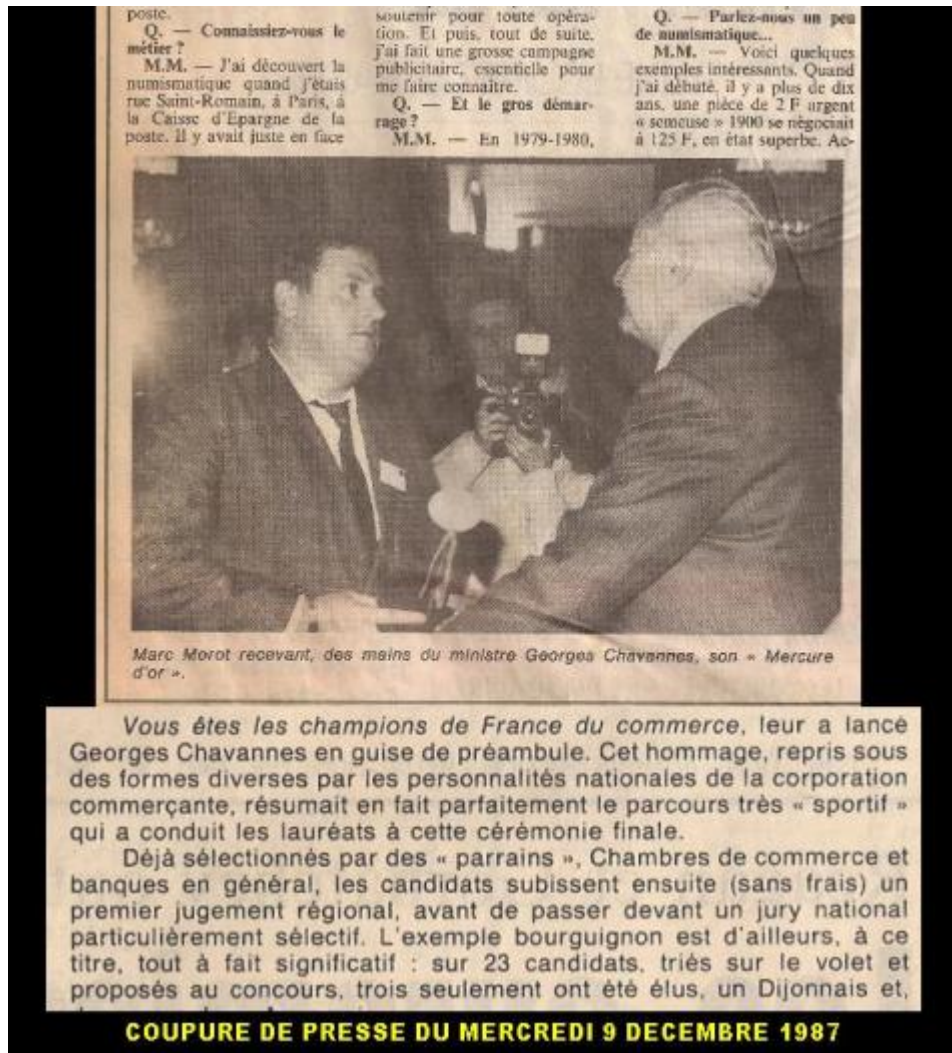 poste.
Q. — Connaissiez-vous le
métier ?
M.M. — J'ai découvert la
numismatique quand j'étais
rue Saint-Romain, à Paris, à
la Caisse d'Epargne de la
poste. Il y avait juste en face
soutenir pour toute opéra-
tion. Et puis, tout de suite,
j'ai fait une grosse campagne
publicitaire, essentielle pour
me faire connaître.
Q. — Et le gros démar-
rage ?
M.M. — En 1979-1980,
Q. — Parlez-nous un peu
de numismatique...
M.M. — Voici quelques
exemples intéressants. Quand
j'ai débuté, il y a plus de dix
ans, une pièce de 2 F argent
« semeuse » 1900 se négociait
à 125 F, en état superbe. Ac-
Marc Morot recevant, des mains du ministre Georges Chavannes, son « Mercure
d'or ».
Vous êtes les champions de France du commerce, leur a lancé
Georges Chavannes en guise de préambule. Cet hommage, repris sous
des formes diverses par les personnalités nationales de la corporation
commerçante, résumait en fait parfaitement le parcours très « sportif »
qui a conduit les lauréats à cette cérémonie finale.
Déjà sélectionnés par des « parrains », Chambres de commerce et
banques en général, les candidats subissent ensuite (sans frais) un
premier jugement régional, avant de passer devant un jury national
particulièrement sélectif. L'exemple bourguignon est d'ailleurs, à ce
titre, tout à fait significatif : sur 23 candidats, triés sur le volet et
proposés au concours, trois seulement ont été élus, un Dijonnais et,
COUPURE DE PRESSE DU MERCREDI 9 DECEMBRE 1987